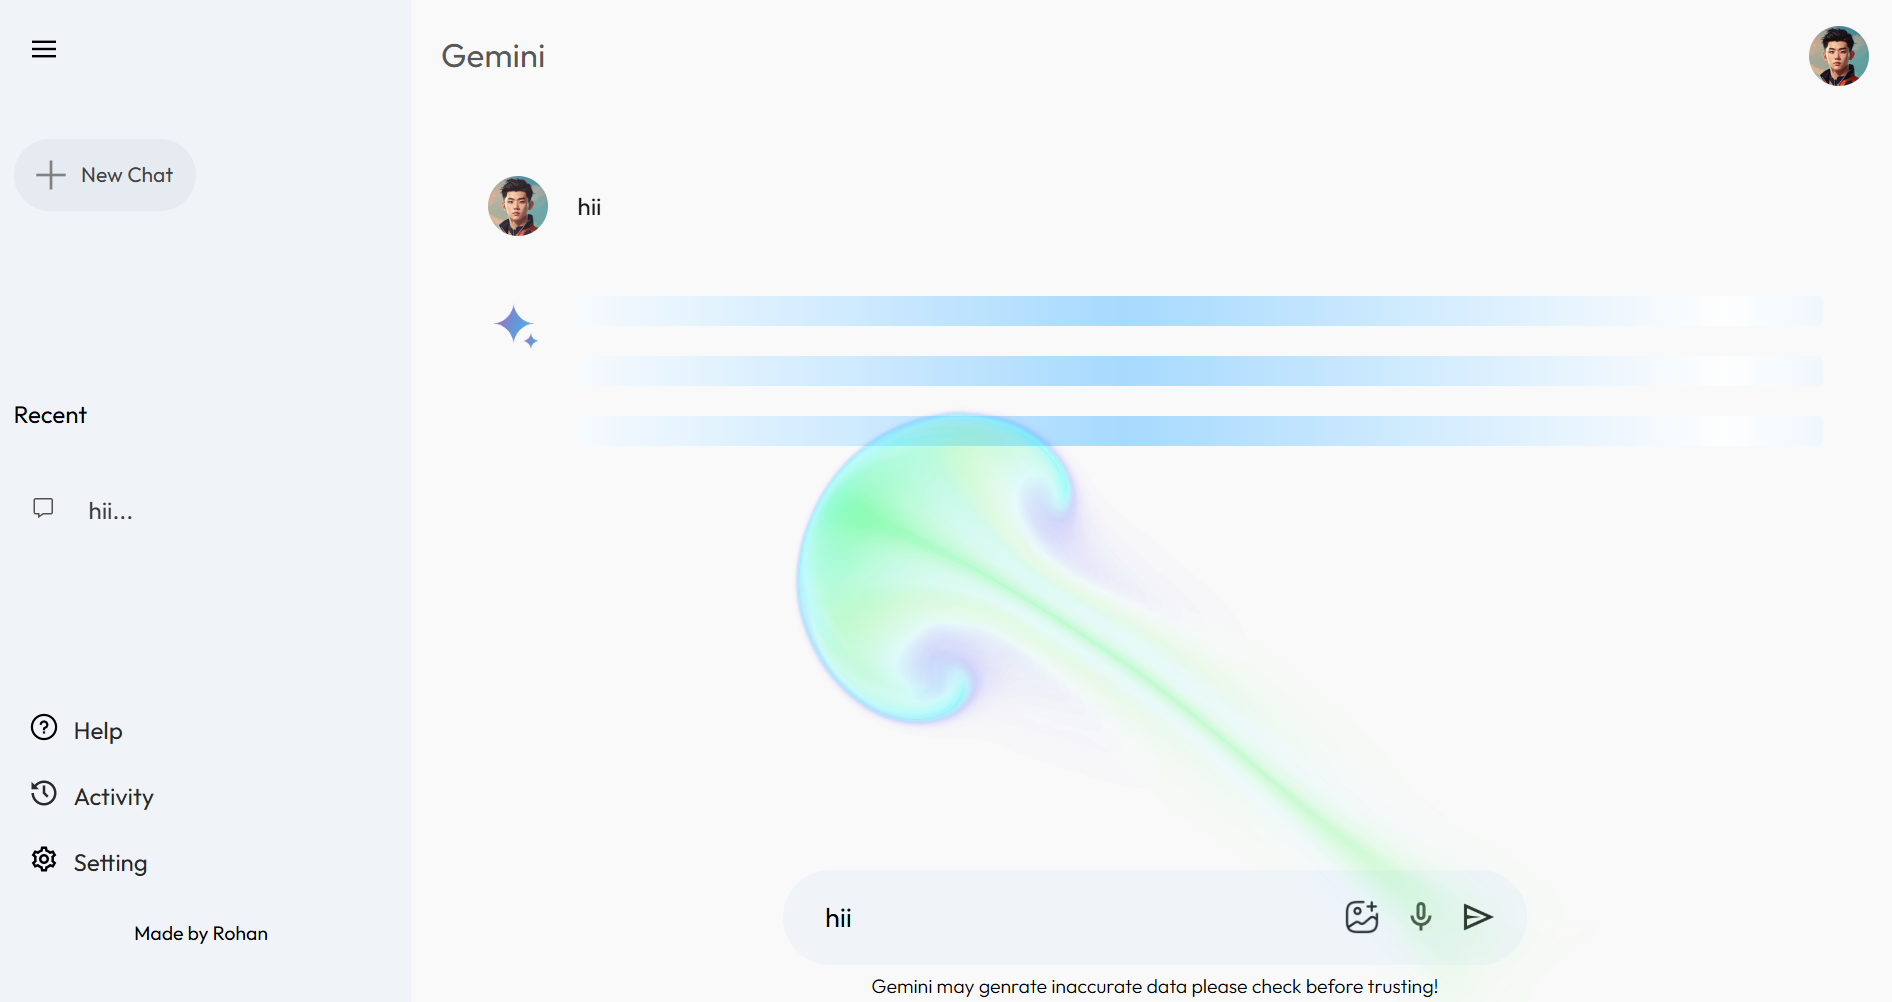 Gemini
New Chat
hii
Recent
hii...
Help
Activity
Setting
Made by Rohan
hii
Gemini may genrate inaccurate data please check before trusting!